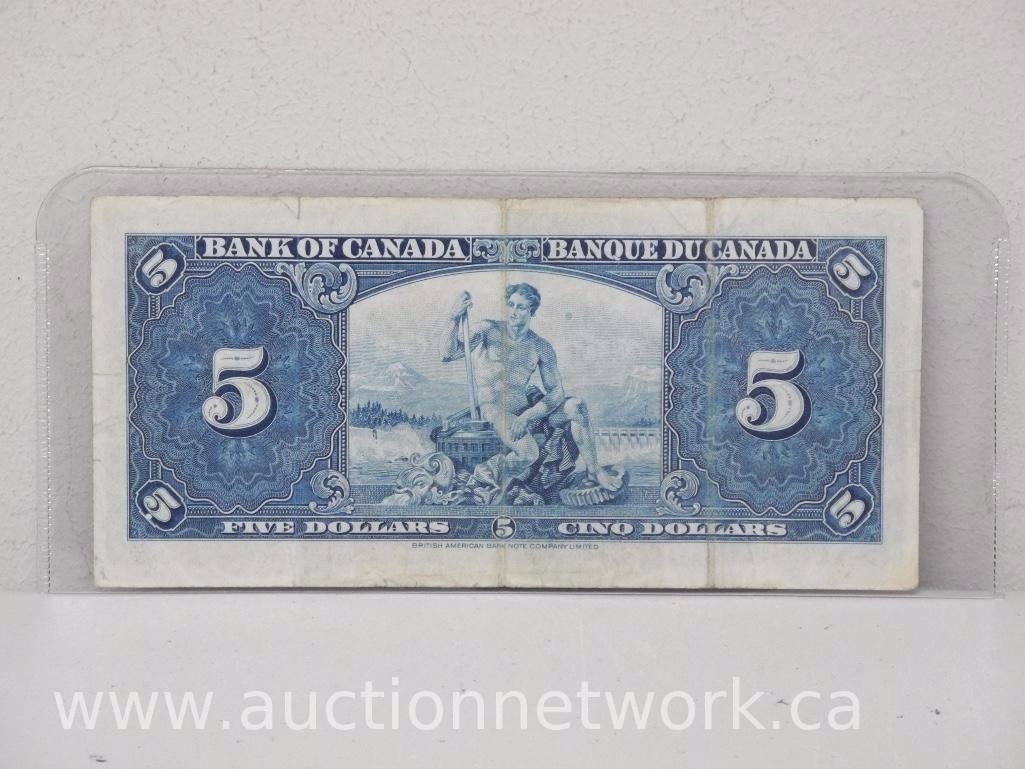 5 BANK OF CANADA BANQUE DU CANADA 5
5 5
5 FIVE DOLLARS 5 CINQ DOLLARS 5
BRITISH AMERICAN BANK NOTE COMPANY LIMITED
www.auctionnetwork.ca